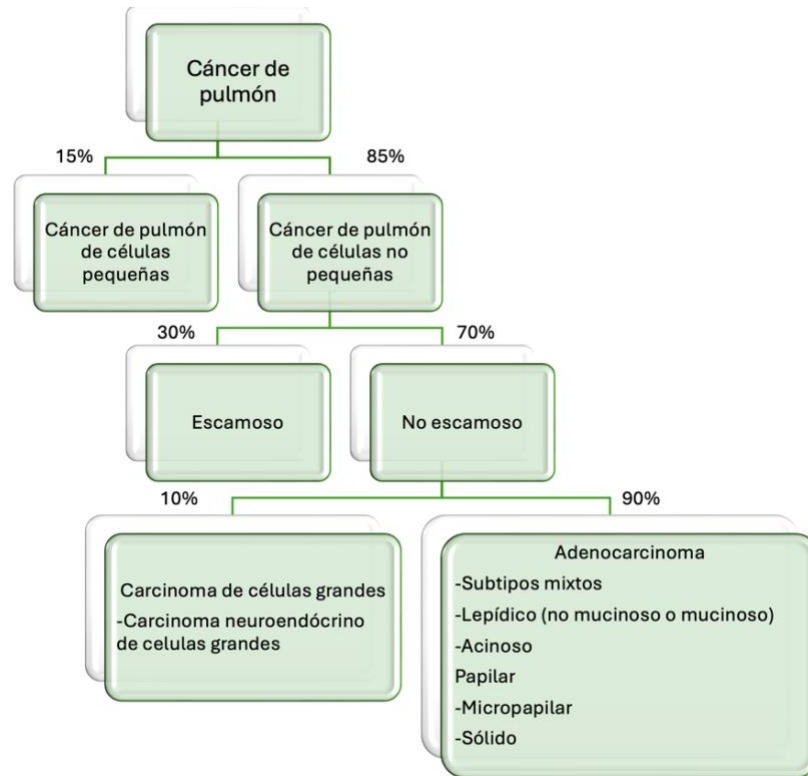 Cáncer de
pulmón
15%
85%
Cáncer de pulmón
de células
pequeñas
Cáncer de pulmón
de células no
pequeñas
30%
70%
Escamoso
No escamoso
10%
90%
Carcinoma de células grandes
-Carcinoma neuroendócrino
de celulas grandes
Adenocarcinoma
-Subtipos mixtos
-Lepídico (no mucinoso o mucinoso)
-Acinoso
Papilar
-Micropapilar
-Sólido